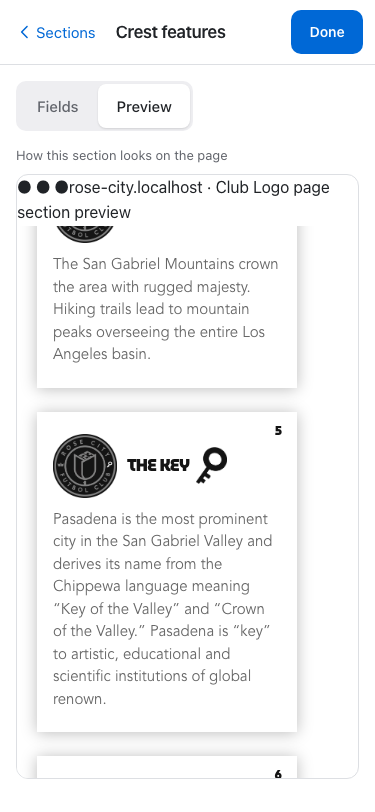 Sections
Crest features
Done
Fields
Preview
How this section looks on the page
rose-city.localhost · Club Logo page
section preview
The San Gabriel Mountains crown
the area with rugged majesty.
Hiking trails lead to mountain
peaks overseeing the entire Los
Angeles basin.
5
ROSE CITY
FUTBOL CLUB
THE KEY
Pasadena is the most prominent
city in the San Gabriel Valley and
derives its name from the
Chippewa language meaning
“Key of the Valley” and “Crown
of the Valley.” Pasadena is “key”
to artistic, educational and
scientific institutions of global
renown.
6